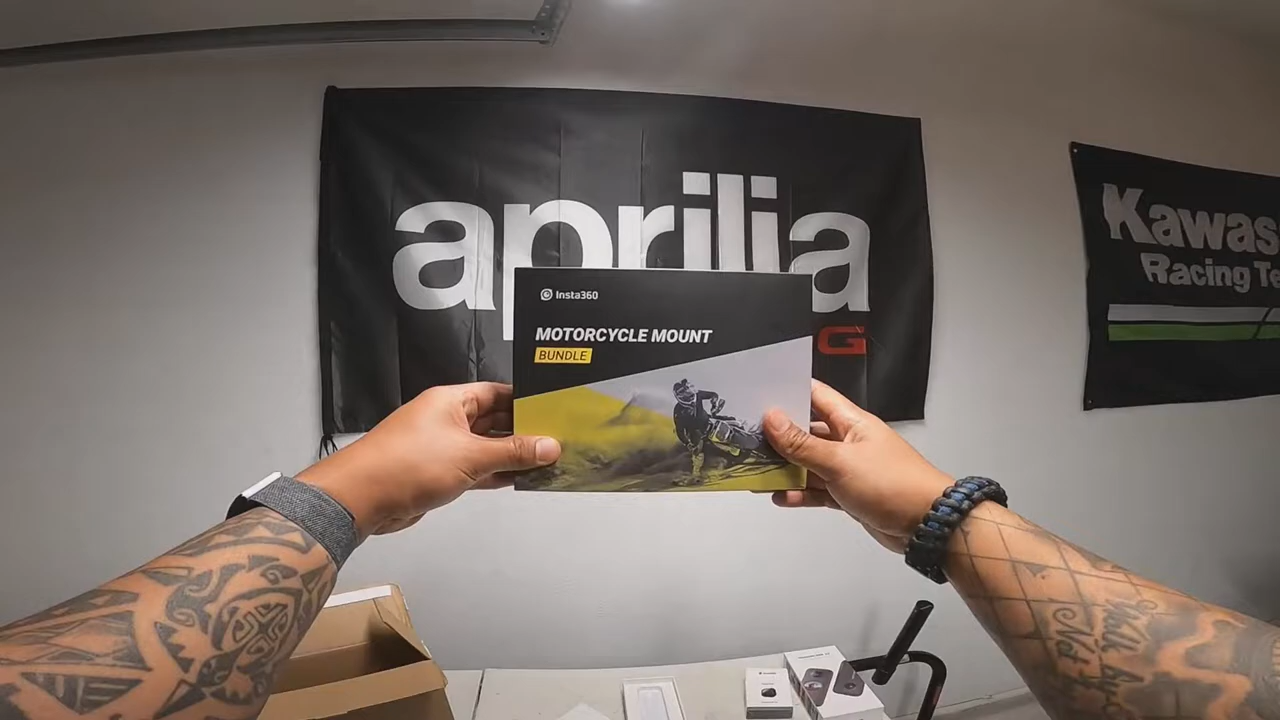 aprilia
Kawas
Racing Te
Insta360
MOTORCYCLE MOUNT
BUNDLE
G